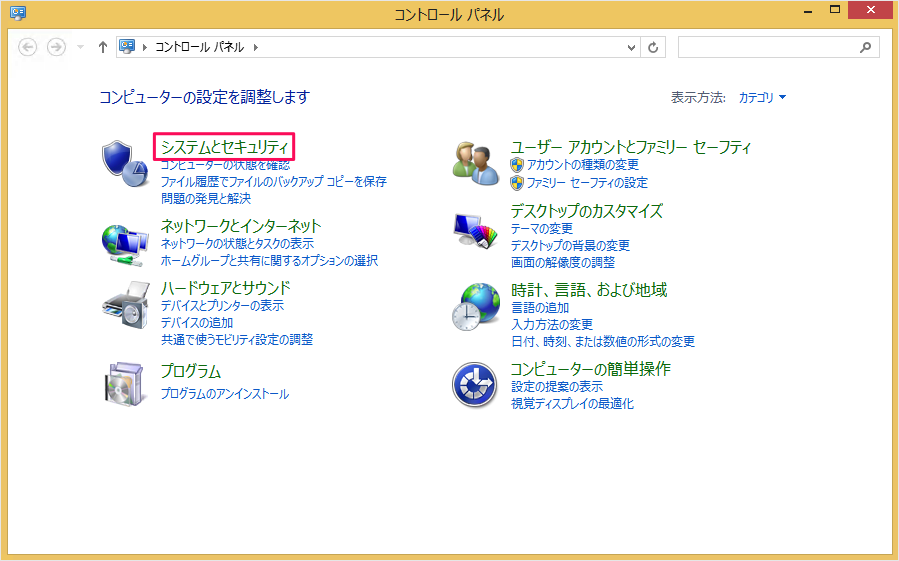 コントロール パネル
コントロール パネル
コンピューターの設定を調整します
表示方法: カテゴリ
システムとセキュリティ
コンピューターの状態を確認
ファイル履歴でファイルのバックアップ コピーを保存
問題の発見と解決
ネットワークとインターネット
ネットワークの状態とタスクの表示
ホームグループと共有に関するオプションの選択
ハードウェアとサウンド
デバイスとプリンターの表示
デバイスの追加
共通で使うモビリティ設定の調整
プログラム
プログラムのアンインストール
ユーザー アカウントとファミリー セーフティ
アカウントの種類の変更
ファミリー セーフティの設定
デスクトップのカスタマイズ
テーマの変更
デスクトップの背景の変更
画面の解像度の調整
時計、言語、および地域
言語の追加
入力方法の変更
日付、時刻、または数値の形式の変更
コンピューターの簡単操作
設定の提案の表示
視覚ディスプレイの最適化